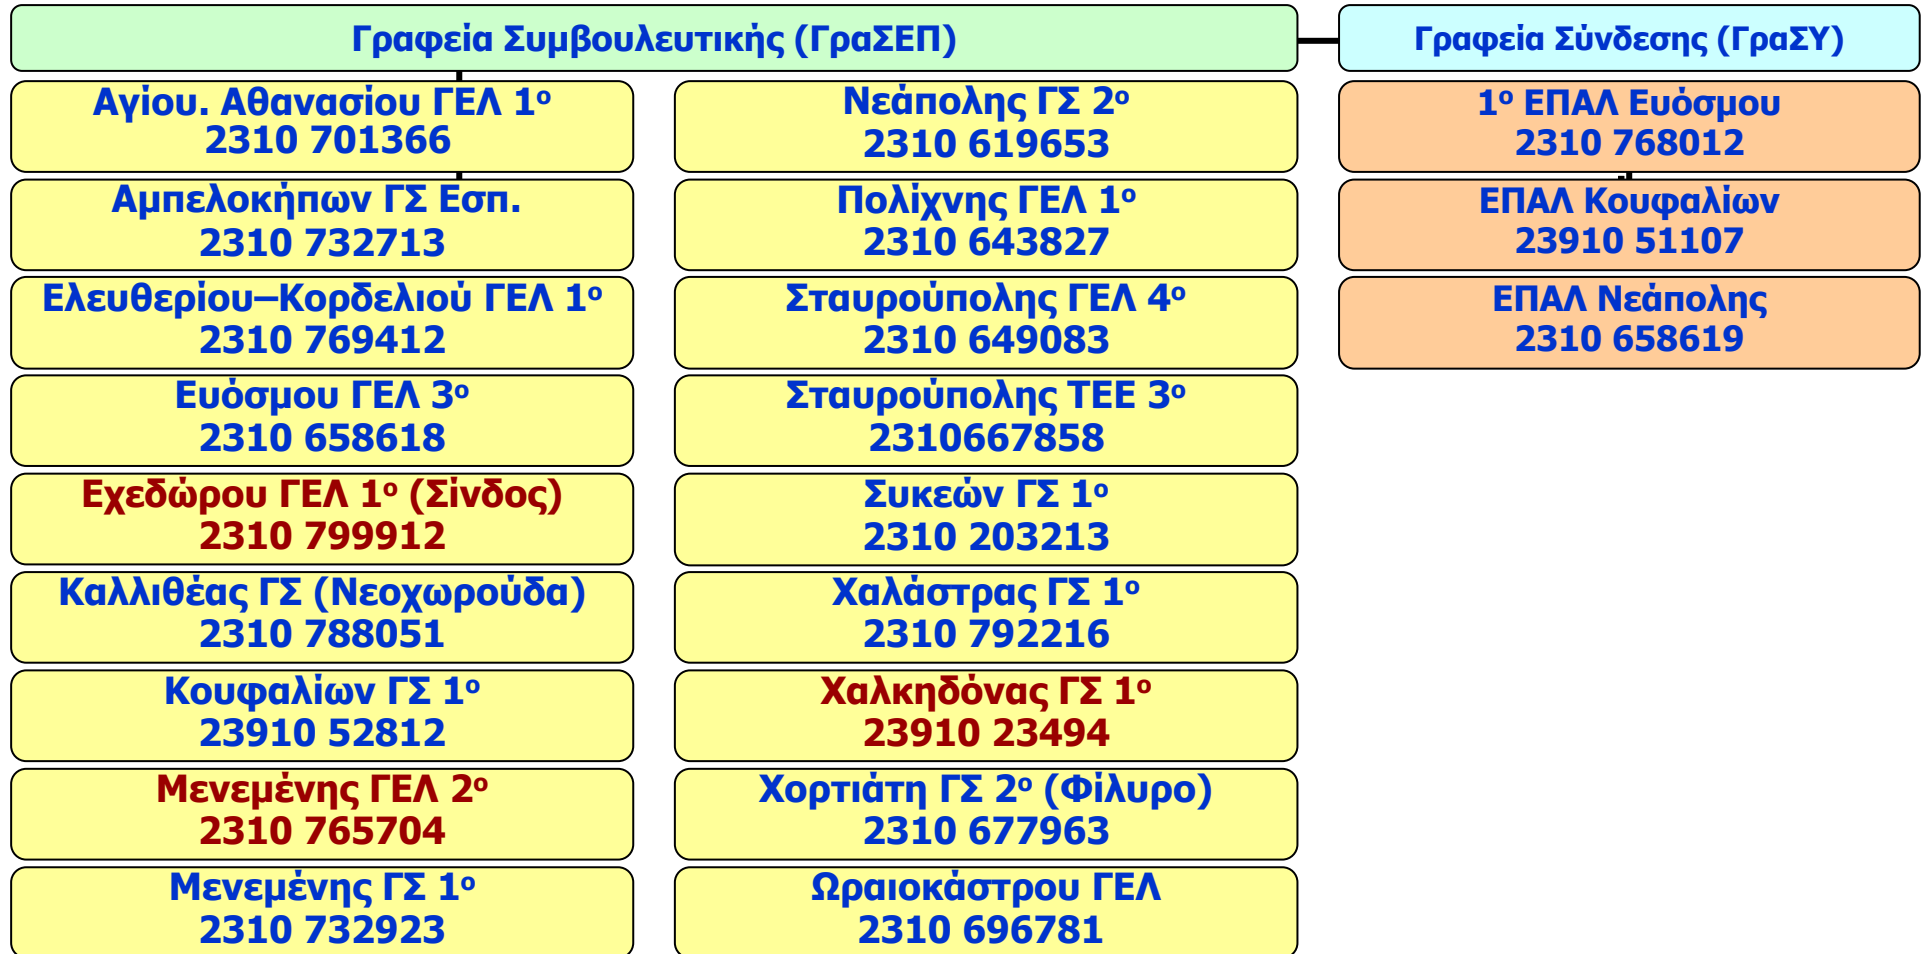 Γραφεία Συμβουλευτικής (ΓραΣΕΠ)
Γραφεία Σύνδεσης (ΓραΣΥ)
Αγίου. Αθανασίου ΓΕΛ 1ο
2310 701366
Αμπελοκήπων ΓΣ Εσπ.
2310 732713
Ελευθερίου–Κορδελιού ΓΕΛ 1ο
2310 769412
Ευόσμου ΓΕΛ 3ο
2310 658618
Εχεδώρου ΓΕΛ 1ο (Σίνδος)
2310 799912
Καλλιθέας ΓΣ (Νεοχωρούδα)
2310 788051
Κουφαλίων ΓΣ 1ο
23910 52812
Μενεμένης ΓΕΛ 2ο
2310 765704
Μενεμένης ΓΣ 1ο
2310 732923
Νεάπολης ΓΣ 2ο
2310 619653
Πολίχνης ΓΕΛ 1ο
2310 643827
Σταυρούπολης ΓΕΛ 4ο
2310 649083
Σταυρούπολης ΤΕΕ 3ο
2310667858
Συκεών ΓΣ 1ο
2310 203213
Χαλάστρας ΓΣ 1ο
2310 792216
Χαλκηδόνας ΓΣ 1ο
23910 23494
Χορτιάτη ΓΣ 2ο (Φίλυρο)
2310 677963
Ωραιοκάστρου ΓΕΛ
2310 696781
1ο ΕΠΑΛ Ευόσμου
2310 768012
ΕΠΑΛ Κουφαλίων
23910 51107
ΕΠΑΛ Νεάπολης
2310 658619